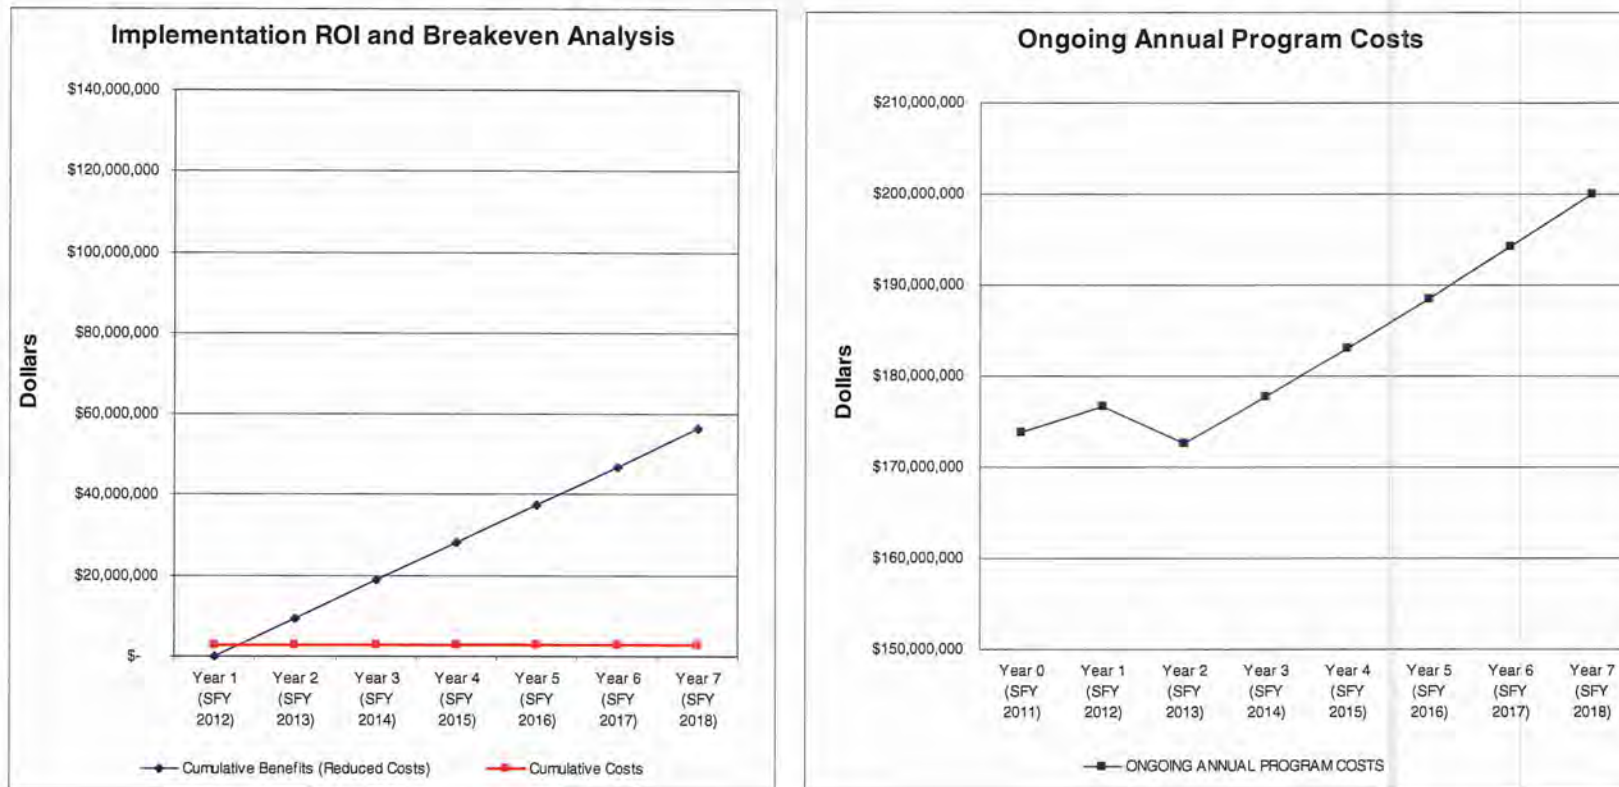 Implementation ROI and Breakeven Analysis
$140,000,000
$120,000,000
$100,000,000
$80,000,000
$60,000,000
$40,000,000
$20,000,000
$-
Dollars
Year 1 Year 2 Year 3 Year 4 Year 5 Year 6 Year 7
(SFY (SFY (SFY (SFY (SFY (SFY (SFY
2012) 2013) 2014) 2015) 2016) 2017) 2018)
Cumulative Benefits (Reduced Costs) Cumulative Costs
Ongoing Annual Program Costs
$210,000,000
$200,000,000
$190,000,000
$180,000,000
$170,000,000
$160,000,000
$150,000,000
Dollars
Year 0 Year 1 Year 2 Year 3 Year 4 Year 5 Year 6 Year 7
(SFY (SFY (SFY (SFY (SFY (SFY (SFY (SFY
2011) 2012) 2013) 2014) 2015) 2016) 2017) 2018)
ONGOING ANNUAL PROGRAM COSTS